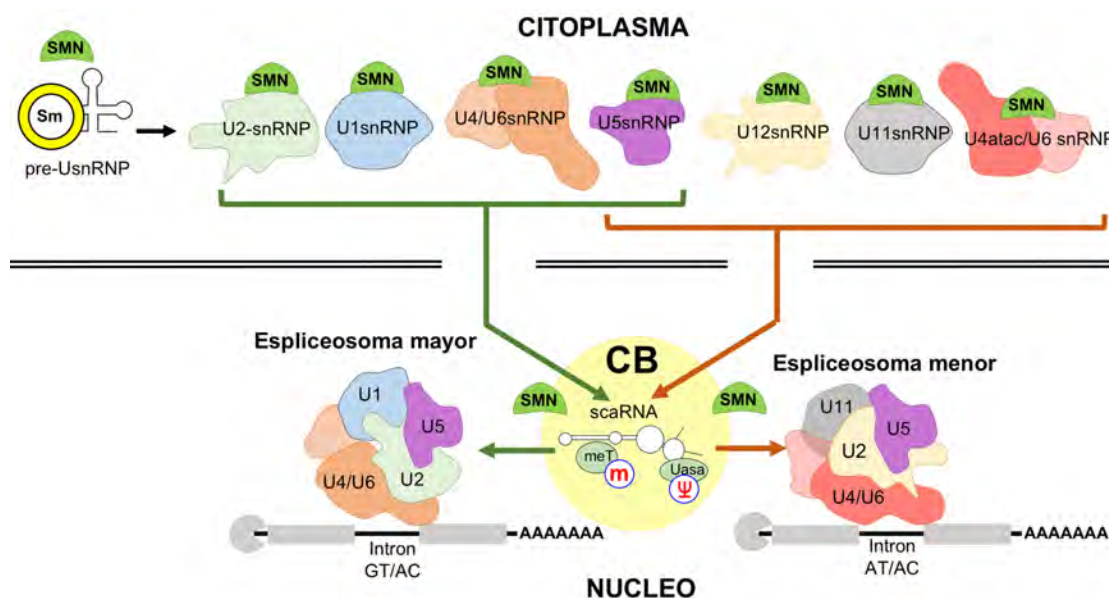 CITOPLASMA
SMN
SMN
SMN
SMN
SMN
SMN
SMN
SMN
Sm
U2-snRNP
U1snRNP
U4/U6snRNP
U5snRNP
U12snRNP
U11snRNP
U4atac/U6 snRNP
pre-UsnRNP
Espliceosoma mayor
CB
Espliceosoma menor
SMN
SMN
scaRNA
U1
U5
U2
U4/U6
meT
m
Uasa
Ψ
U11
U5
U2
U4/U6
AAAAAAA
AAAAAAA
Intron
GT/AC
Intron
AT/AC
NUCLEO